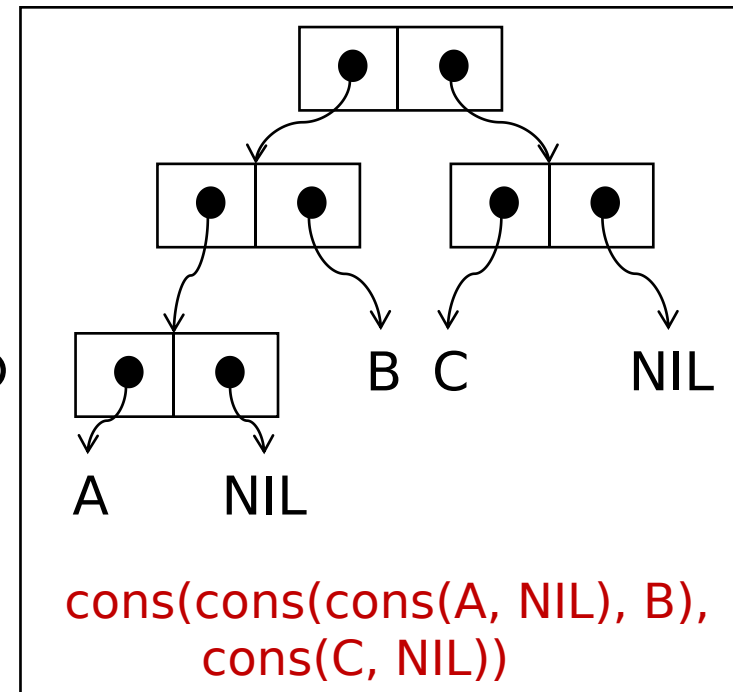 B C NIL
A NIL
cons(cons(cons(A, NIL), B),
cons(C, NIL))